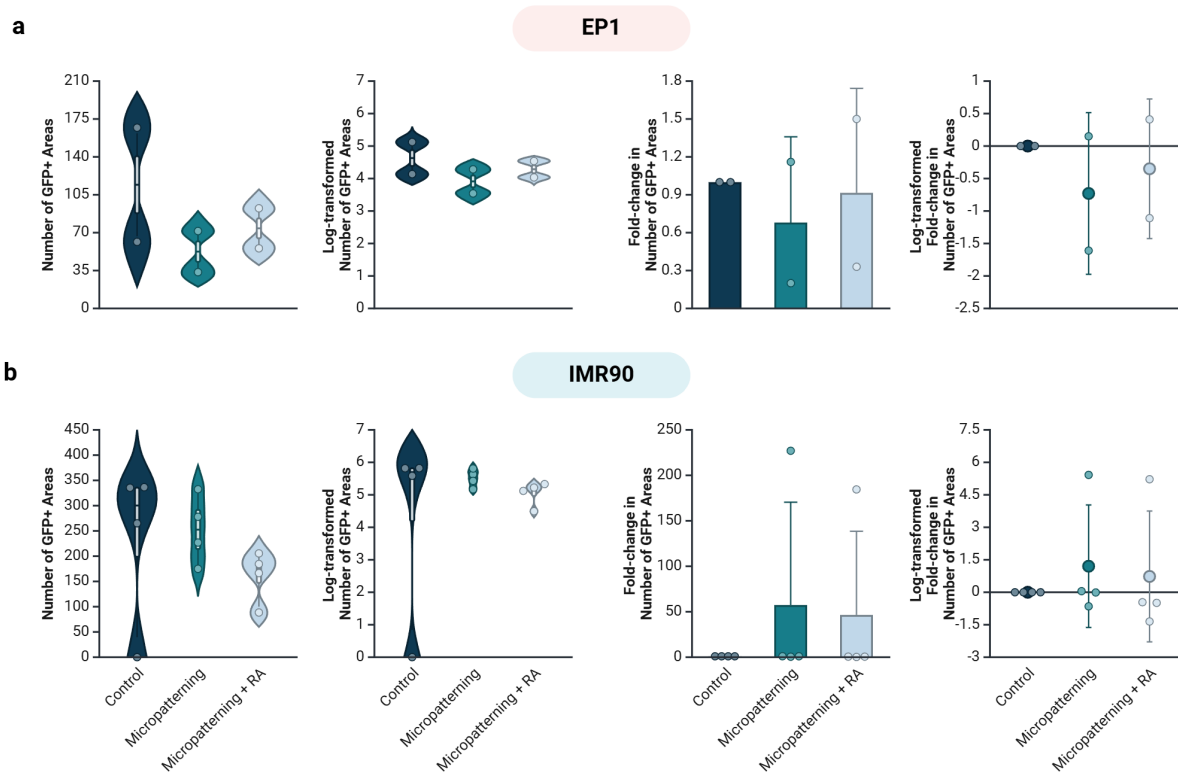 a
EP1
Number of GFP+ Areas
210
175
140
105
70
35
0
Log-transformed
Number of GFP+ Areas
7
6
5
4
3
2
1
0
Fold-change in
Number of GFP+ Areas
1.8
1.5
1.2
0.9
0.6
0.3
0
Log-transformed
Fold-change in
Number of GFP+ Areas
1
0.5
0
-0.5
-1
-1.5
-2
-2.5
b
IMR90
Number of GFP+ Areas
450
400
350
300
250
200
150
100
50
0
Control
Micropatterning
Micropatterning + RA
Log-transformed
Number of GFP+ Areas
7
6
5
4
3
2
1
0
Control
Micropatterning
Micropatterning + RA
Fold-change in
Number of GFP+ Areas
250
200
150
100
50
0
Control
Micropatterning
Micropatterning + RA
Log-transformed
Fold-change in
Number of GFP+ Areas
7.5
6
4.5
3
1.5
0
-1.5
-3
Control
Micropatterning
Micropatterning + RA